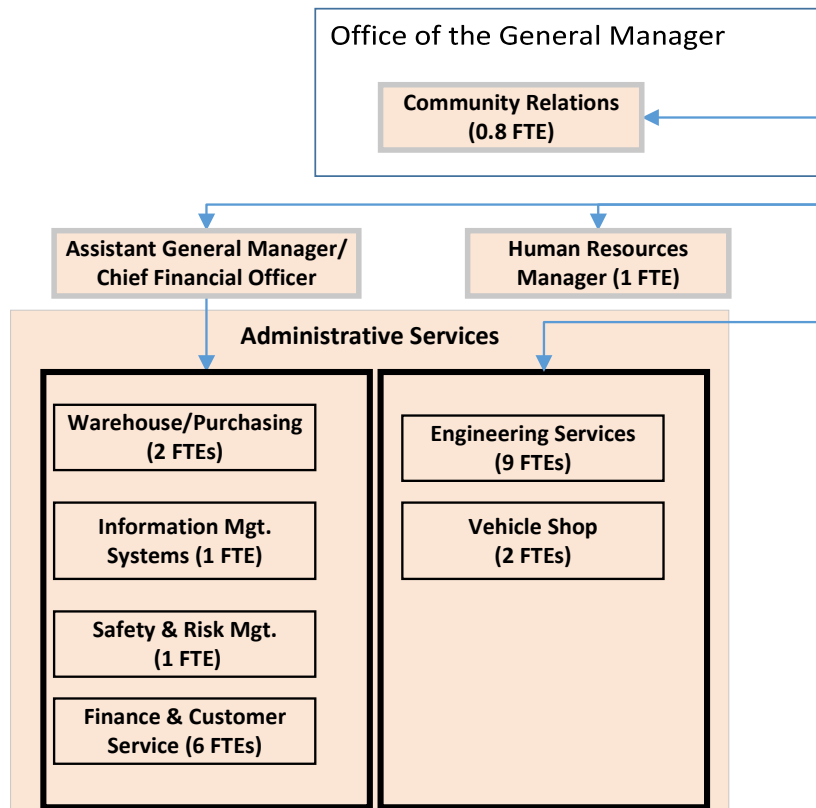 Office of the General Manager
Community Relations
(0.8 FTE)
Assistant General Manager/
Chief Financial Officer
Human Resources
Manager (1 FTE)
Administrative Services
Warehouse/Purchasing
(2 FTEs)
Information Mgt.
Systems (1 FTE)
Safety & Risk Mgt.
(1 FTE)
Finance & Customer
Service (6 FTEs)
Engineering Services
(9 FTEs)
Vehicle Shop
(2 FTEs)